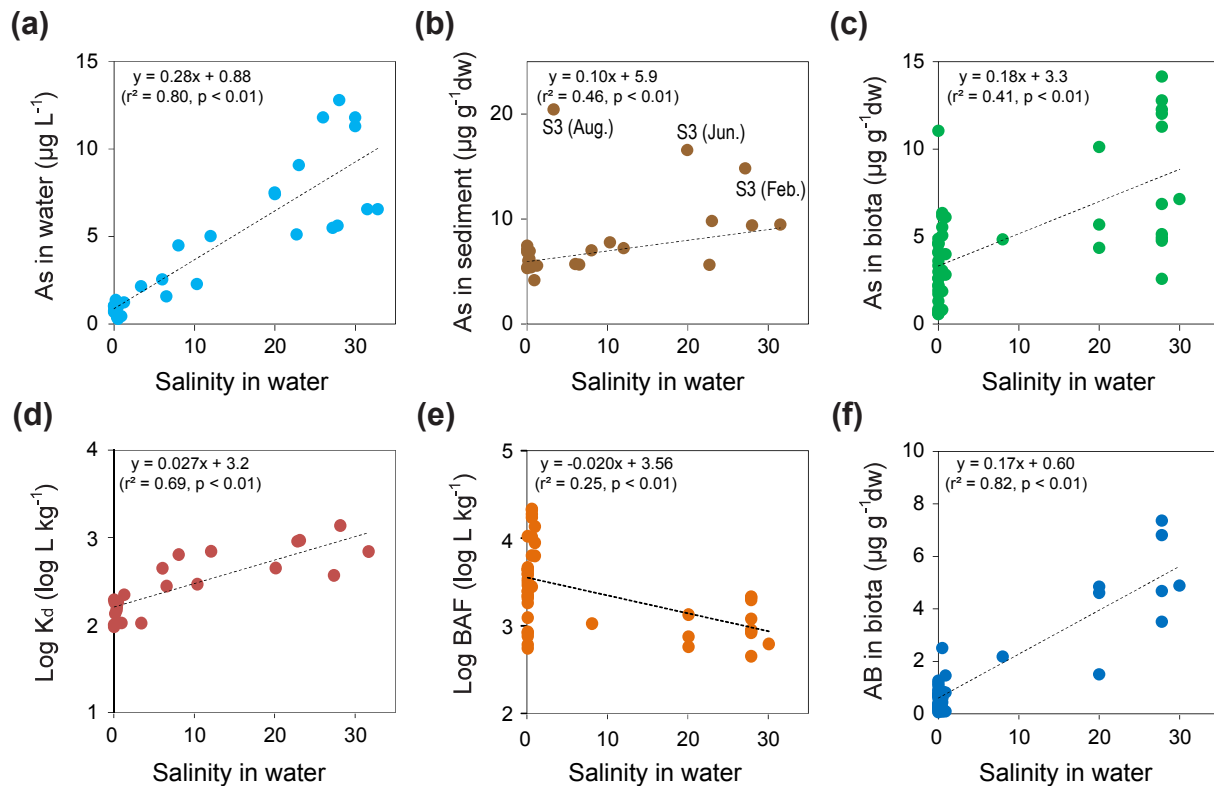 (a)
y = 0.28x + 0.88
(r² = 0.80, p < 0.01)
As in water (µg L⁻¹)
15
10
5
0
0 10 20 30
Salinity in water
(b)
y = 0.10x + 5.9
(r² = 0.46, p < 0.01)
As in sediment (µg g⁻¹dw)
20
10
0
S3 (Aug.)
S3 (Jun.)
S3 (Feb.)
0 10 20 30
Salinity in water
(c)
y = 0.18x + 3.3
(r² = 0.41, p < 0.01)
As in biota (µg g⁻¹dw)
15
10
5
0
0 10 20 30
Salinity in water
(d)
y = 0.027x + 3.2
(r² = 0.69, p < 0.01)
Log Kd (log L kg⁻¹)
4
3
2
1
0 10 20 30
Salinity in water
(e)
y = -0.020x + 3.56
(r² = 0.25, p < 0.01)
Log BAF (log L kg⁻¹)
5
4
3
2
0 10 20 30
Salinity in water
(f)
y = 0.17x + 0.60
(r² = 0.82, p < 0.01)
AB in biota (µg g⁻¹dw)
10
8
6
4
2
0
0 10 20 30
Salinity in water